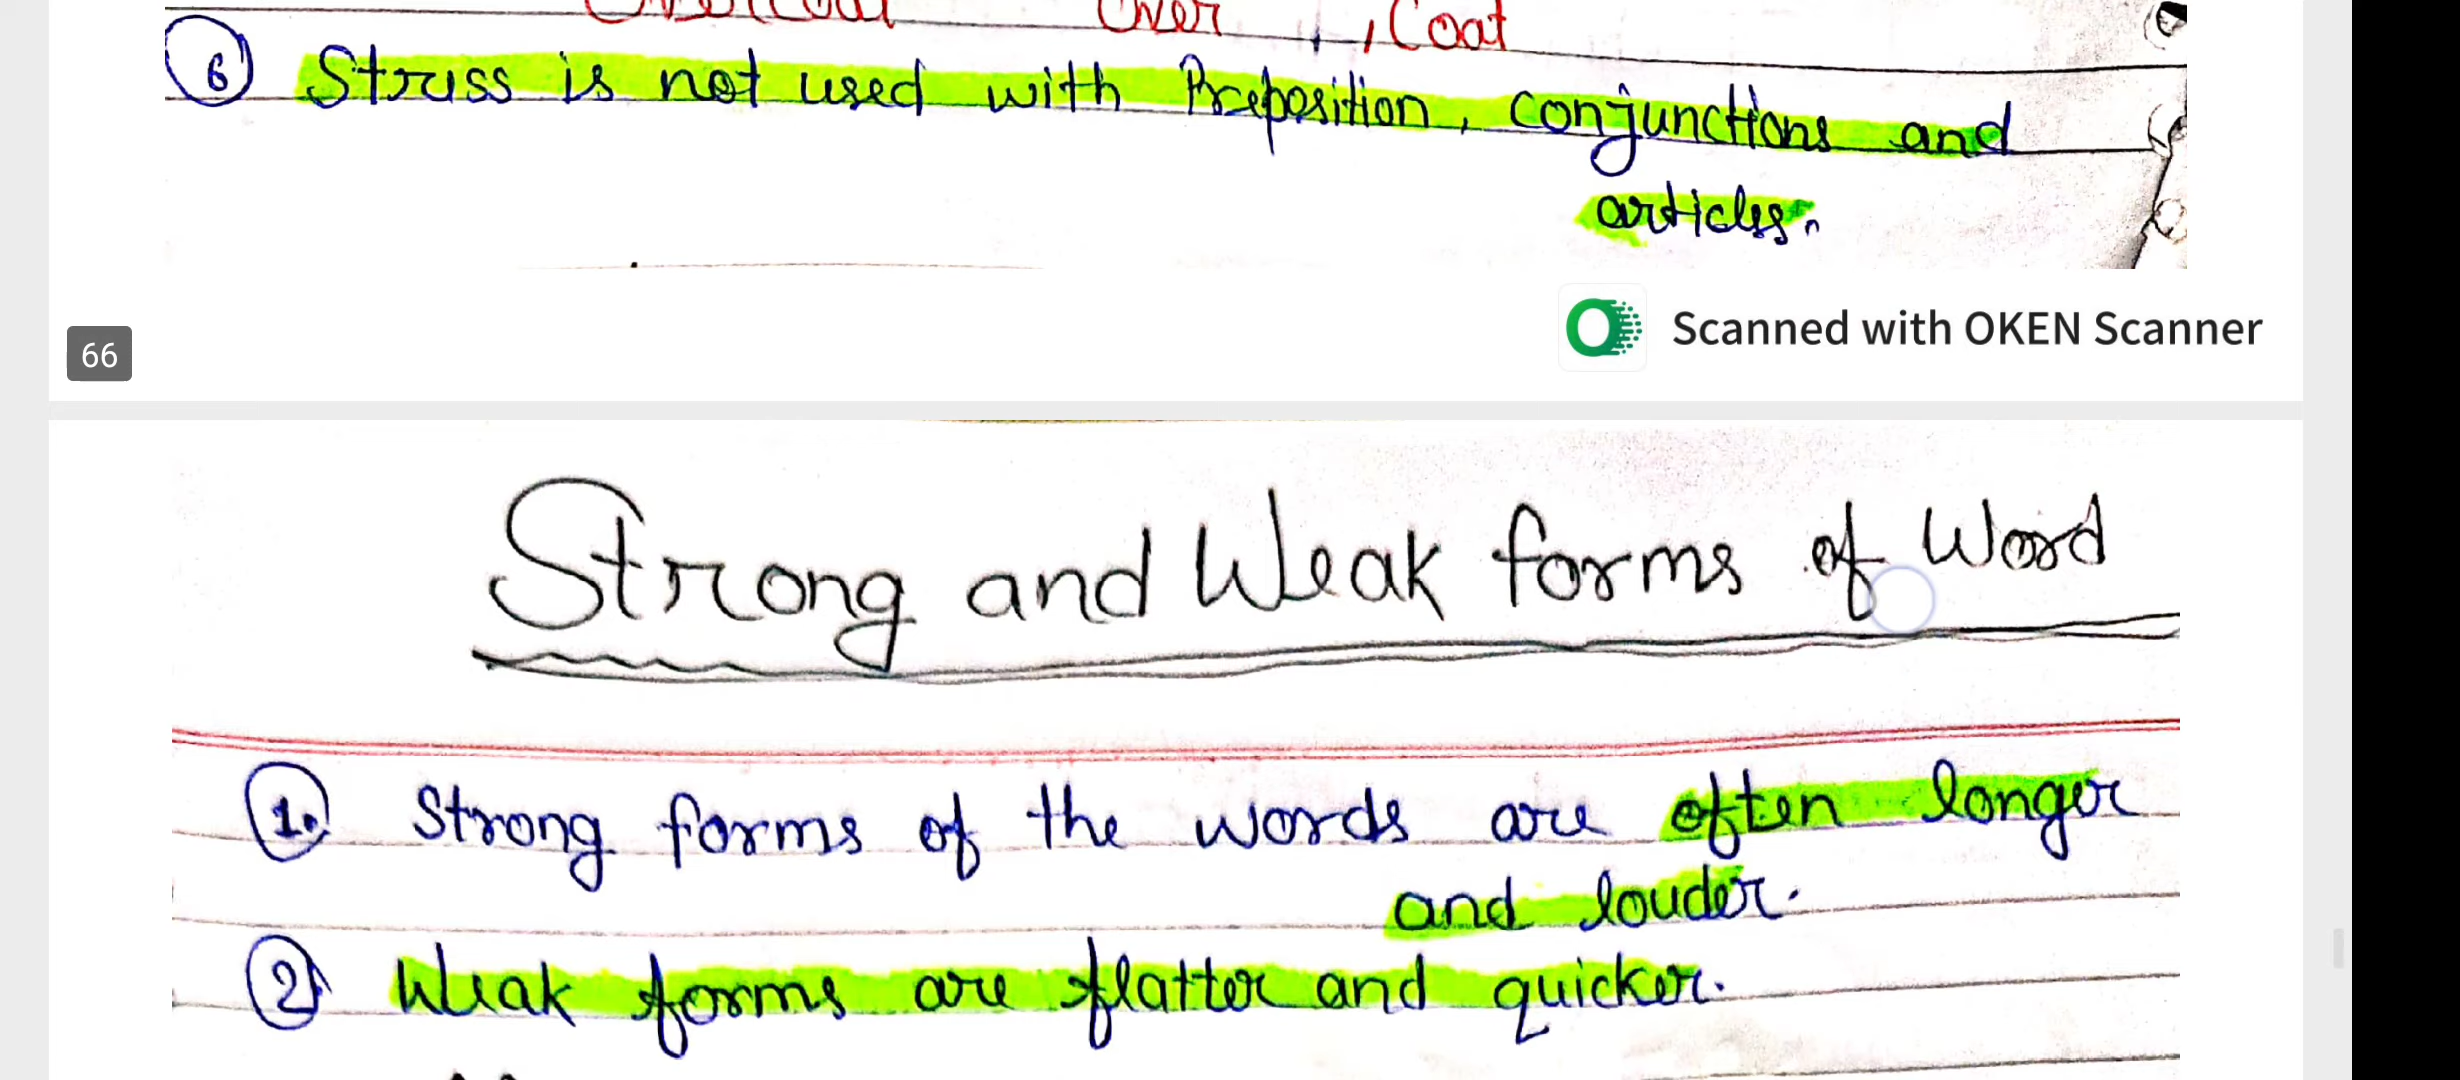 Overcoat Over + Coat
6 Stress is not used with Preposition, conjunctions and
articles.
Scanned with OKEN Scanner
66
Strong and Weak forms of Word
1. Strong forms of the words are often longer
and louder.
2 Weak forms are flatter and quicker.